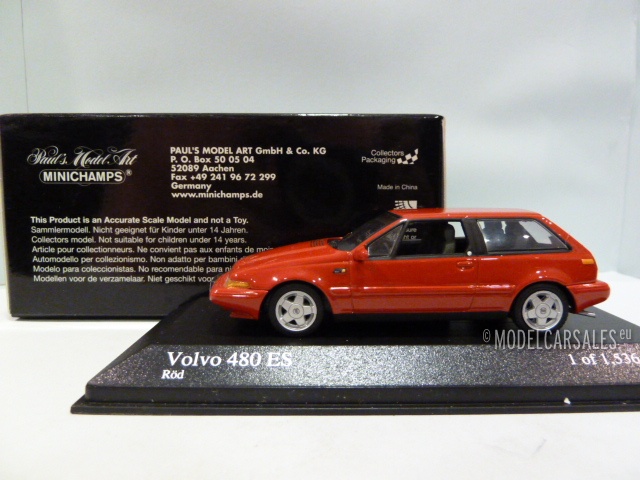 Paul's Model Art
MINICHAMPS®
PAUL'S MODEL ART GmbH & Co. KG
P. O. Box 50 05 04
52089 Aachen
Fax +49 241 96 72 299
Germany
www.minichamps.de
Collectors
Packaging
Made in China
This Product is an Accurate Scale Model and not a Toy.
Sammlermodell. Nicht geeignet für Kinder unter 14 Jahren.
Collectors model. Not suitable for children under 14 years.
Article pour collectionneurs. Ne convient pas aux enfants de moins
Automodello per collezionismo. Non adatto per bambini
Modelo para coleccionistas. No recomendable para
Modellen voor de verzamelaar. Niet geschikt voor
Volvo 480 ES
Röd
1 of 1,536
© MODELCARSALES.eu